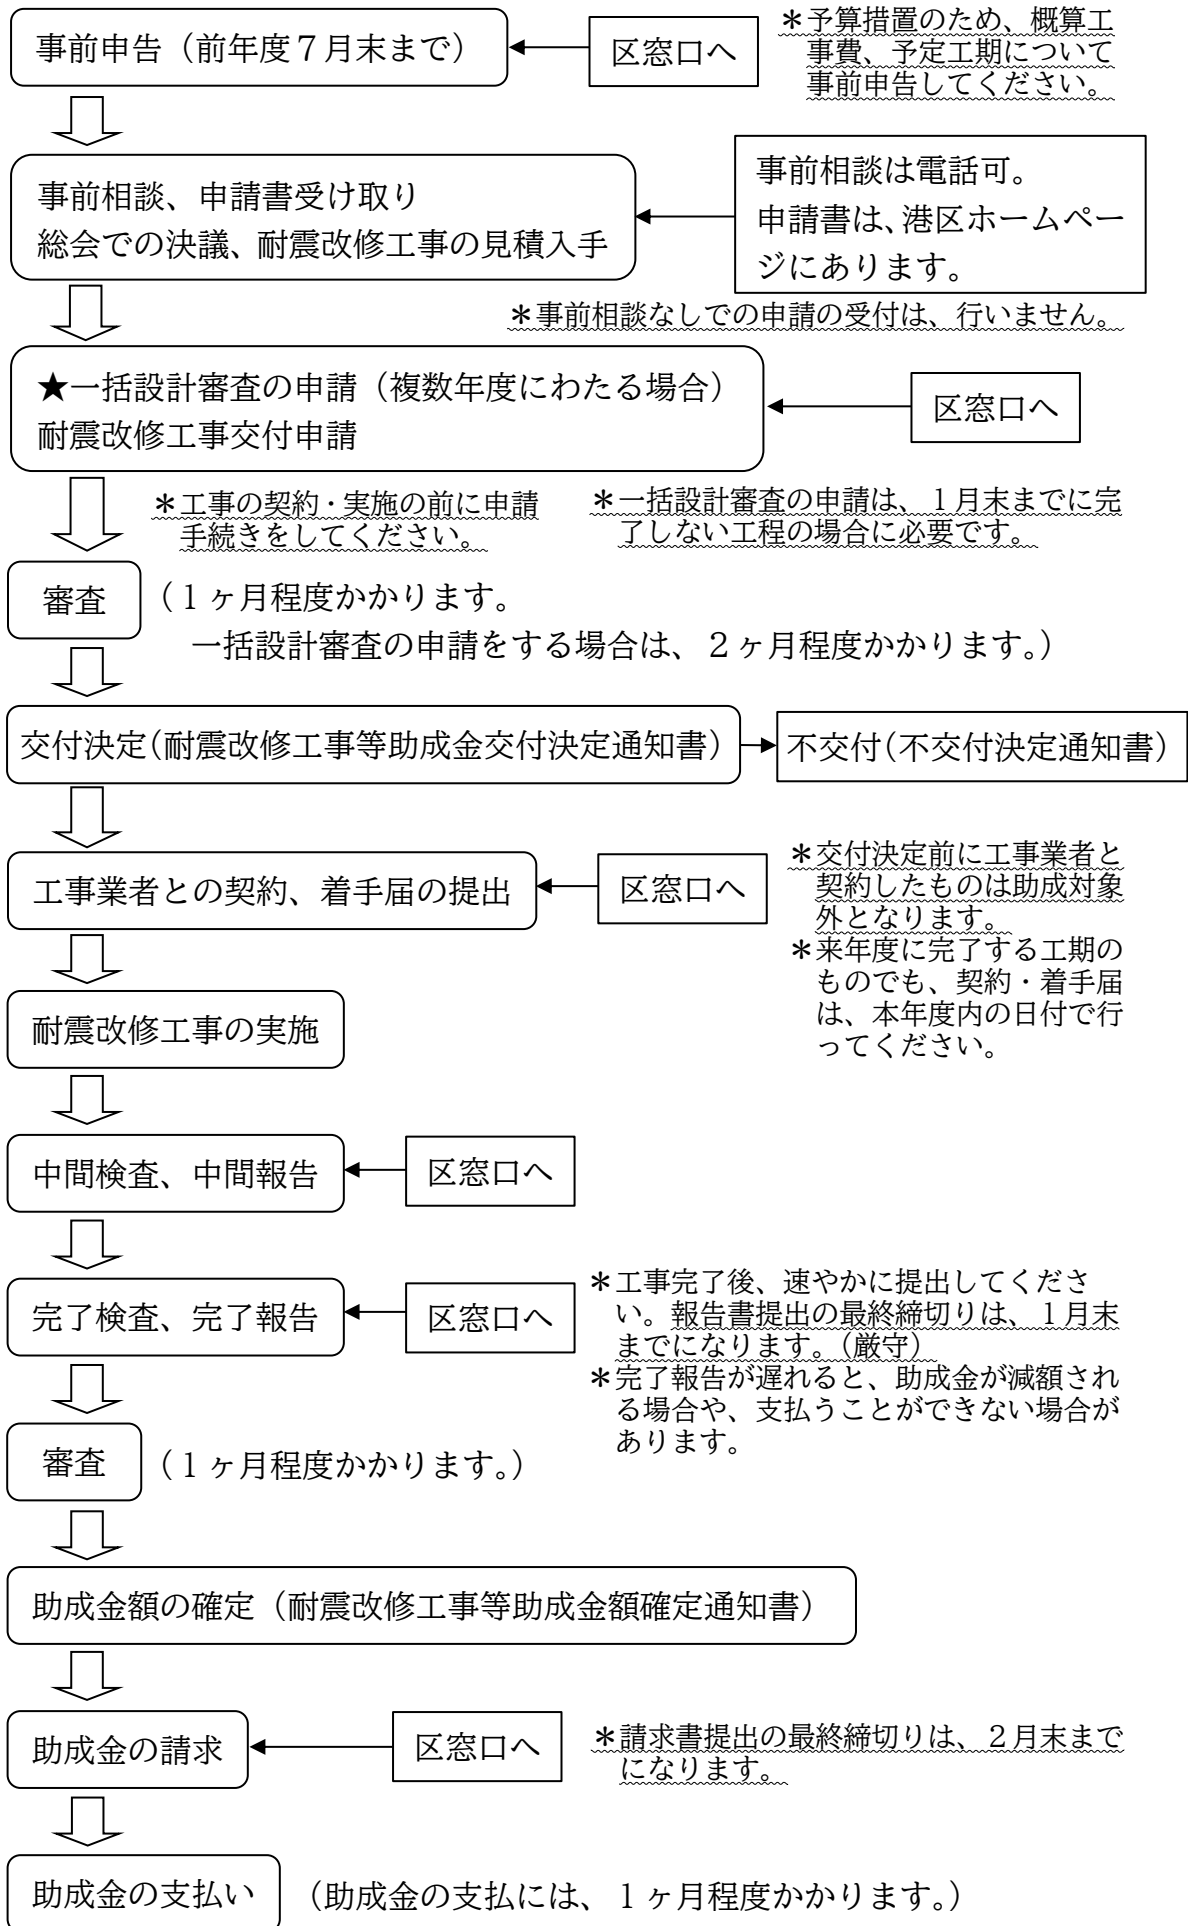 事前申告（前年度７月末まで）
区窓口へ
＊予算措置のため、概算工
事費、予定工期について
事前申告してください。
事前相談、申請書受け取り
総会での決議、耐震改修工事の見積入手
事前相談は電話可。
申請書は、港区ホームペー
ジにあります。
＊事前相談なしでの申請の受付は、行いません。
★一括設計審査の申請（複数年度にわたる場合）
耐震改修工事交付申請
区窓口へ
＊工事の契約・実施の前に申請
手続きをしてください。
＊一括設計審査の申請は、１月末までに完
了しない工程の場合に必要です。
審査
（１ヶ月程度かかります。
一括設計審査の申請をする場合は、２ヶ月程度かかります。）
交付決定（耐震改修工事等助成金交付決定通知書）
不交付（不交付決定通知書）
工事業者との契約、着手届の提出
区窓口へ
＊交付決定前に工事業者と
契約したものは助成対象
外となります。
＊来年度に完了する工期の
ものでも、契約・着手届
は、本年度内の日付で行
ってください。
耐震改修工事の実施
中間検査、中間報告
区窓口へ
完了検査、完了報告
区窓口へ
＊工事完了後、速やかに提出してくださ
い。報告書提出の最終締切りは、１月末
までになります。（厳守）
＊完了報告が遅れると、助成金が減額され
る場合や、支払うことができない場合が
あります。
審査
（１ヶ月程度かかります。）
助成金額の確定（耐震改修工事等助成金額確定通知書）
助成金の請求
区窓口へ
＊請求書提出の最終締切りは、２月末まで
になります。
助成金の支払い
（助成金の支払には、１ヶ月程度かかります。）